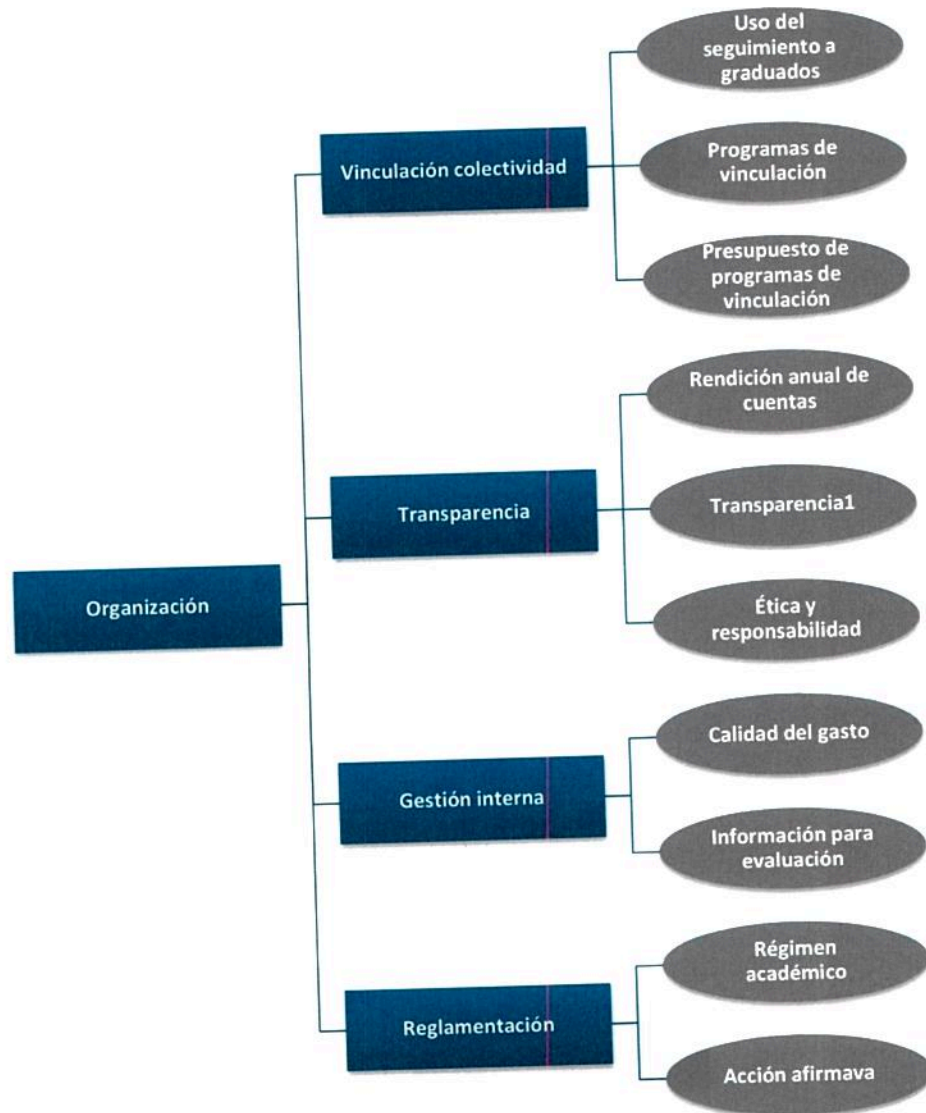 Organización
Vinculación colectividad
Uso del
seguimiento a
graduados
Programas de
vinculación
Presupuesto de
programas de
vinculación
Transparencia
Rendición anual de
cuentas
Transparencia1
Ética y
responsabilidad
Gestión interna
Calidad del gasto
Información para
evaluación
Reglamentación
Régimen
académico
Acción afirmava